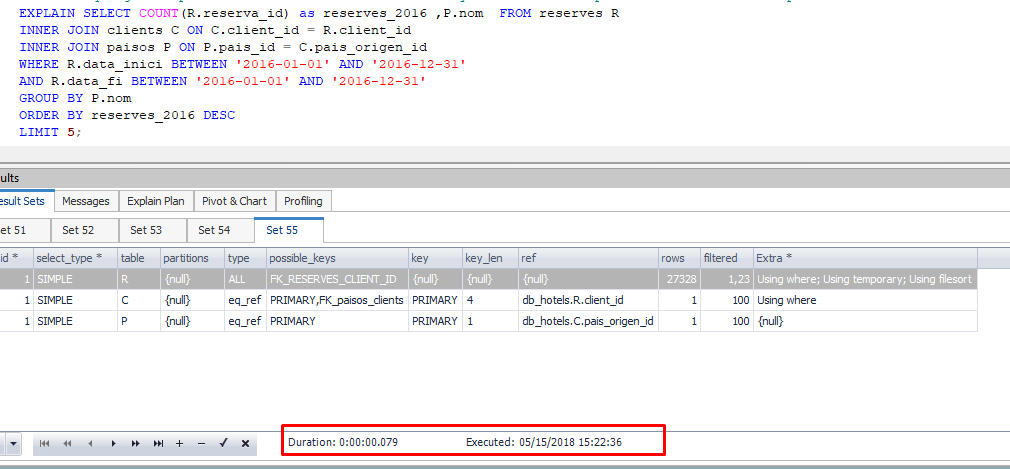 EXPLAIN SELECT COUNT(R.reserva_id) as reserves_2016 ,P.nom  FROM reserves R
INNER JOIN clients C ON C.client_id = R.client_id
INNER JOIN paisos P ON P.pais_id = C.pais_origen_id
WHERE R.data_inici BETWEEN '2016-01-01' AND '2016-12-31'
AND R.data_fi BETWEEN '2016-01-01' AND '2016-12-31'
GROUP BY P.nom
ORDER BY reserves_2016 DESC
LIMIT 5;
ults
esult Sets Messages Explain Plan Pivot & Chart Profiling
et 51 Set 52 Set 53 Set 54 Set 55
id * select_type * table partitions type possible_keys key key_len ref rows filtered Extra *
1 SIMPLE R {null} ALL FK_RESERVES_CLIENT_ID {null} {null} {null} 27328 1,23 Using where; Using temporary; Using filesort
1 SIMPLE C {null} eq_ref PRIMARY,FK_paisos_clients PRIMARY 4 db_hotels.R.client_id 1 100 Using where
1 SIMPLE P {null} eq_ref PRIMARY PRIMARY 1 db_hotels.C.pais_origen_id 1 100 {null}
Duration: 0:00:00.079 Executed: 05/15/2018 15:22:36